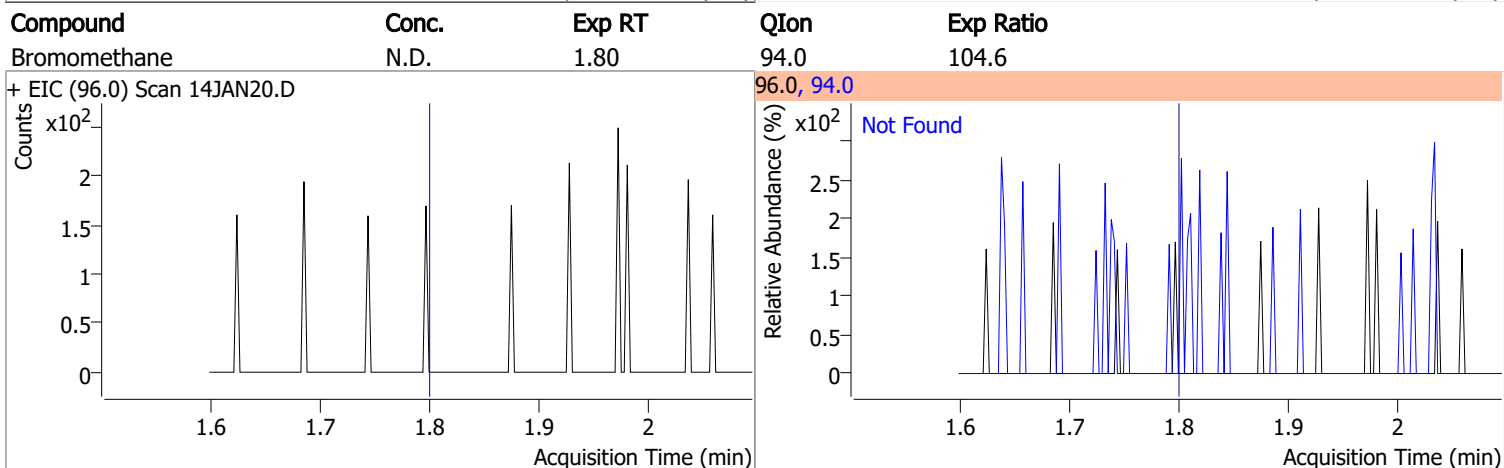 Compound Conc. Exp RT QIon Exp Ratio
Bromomethane N.D. 1.80 94.0 104.6
+ EIC (96.0) Scan 14JAN20.D
Counts
x10²
2
1.5
1
0.5
0
1.6 1.7 1.8 1.9 2
Acquisition Time (min)
96.0, 94.0
Relative Abundance (%)
x10²
Not Found
2.5
2
1.5
1
0.5
0
1.6 1.7 1.8 1.9 2
Acquisition Time (min)